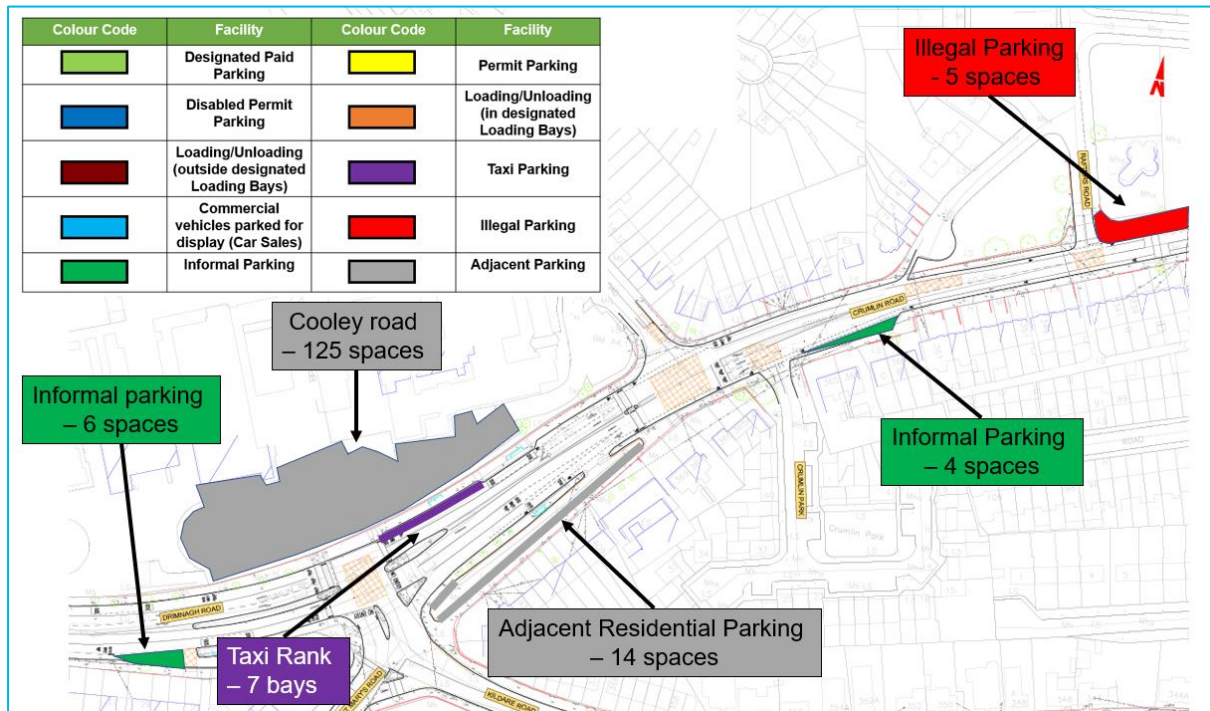 Colour Code Facility Colour Code Facility
Designated Paid
Parking
Permit Parking
Disabled Permit
Parking
Loading/Unloading
(in designated
Loading Bays)
Loading/Unloading
(outside designated
Loading Bays)
Taxi Parking
Commercial
vehicles parked for
display (Car Sales)
Illegal Parking
Informal Parking
Adjacent Parking
Illegal Parking
- 5 spaces
N
RAFTERS ROAD
CRUMLIN ROAD
Cooley road
– 125 spaces
Informal parking
– 6 spaces
Informal Parking
– 4 spaces
ROAD
CRUMLIN PARK
Crumlin Park
DRIMNAGH ROAD
Adjacent Residential Parking
– 14 spaces
Taxi Rank
– 7 bays
MARY'S ROAD
KILDARE ROAD